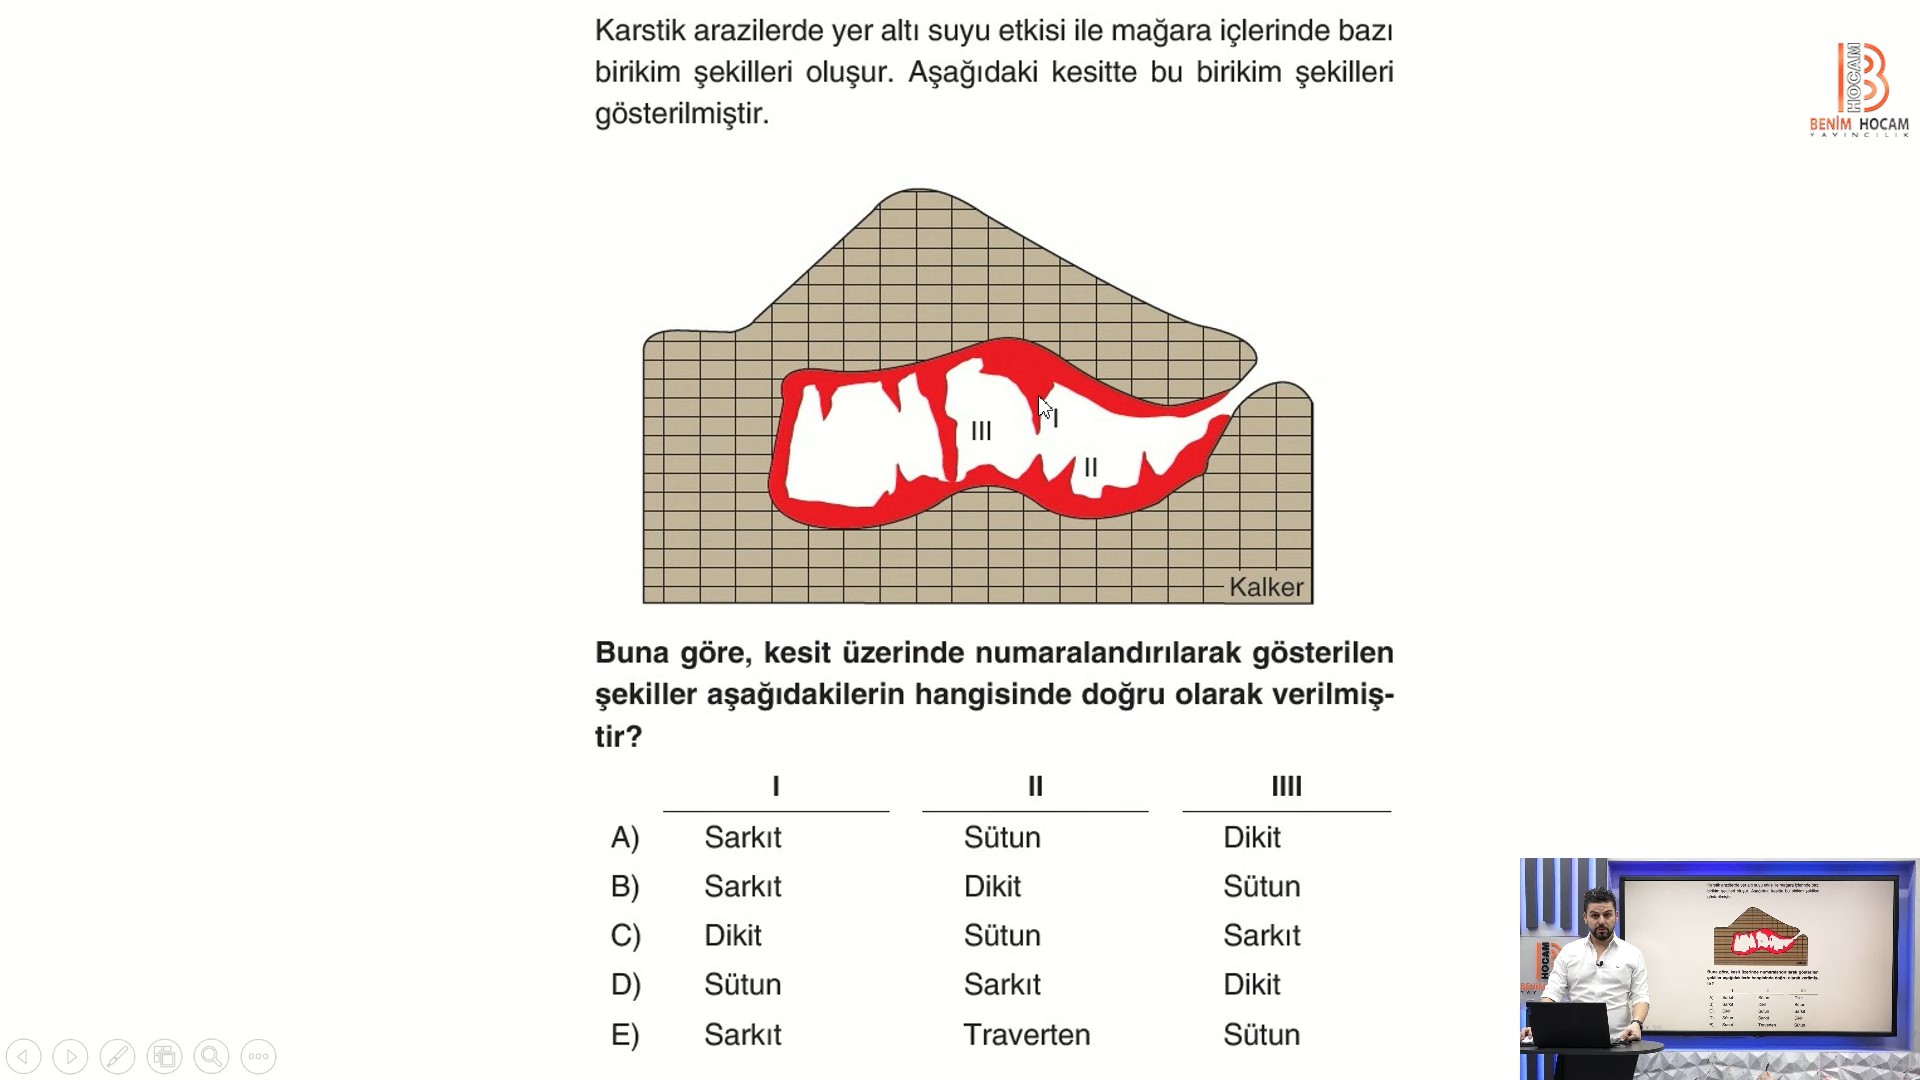 Karstik arazilerde yer altı suyu etkisi ile mağara içlerinde bazı
birikim şekilleri oluşur. Aşağıdaki kesitte bu birikim şekilleri
gösterilmiştir.
B
HOCAM
BENİM HOCAM
YAYINCILIK
I
III
II
Kalker
Buna göre, kesit üzerinde numaralandırılarak gösterilen
şekiller aşağıdakilerin hangisinde doğru olarak verilmiş-
tir?
I II IIII
A) Sarkıt Sütun Dikit
B) Sarkıt Dikit Sütun
C) Dikit Sütun Sarkıt
D) Sütun Sarkıt Dikit
E) Sarkıt Traverten Sütun
HOCAM